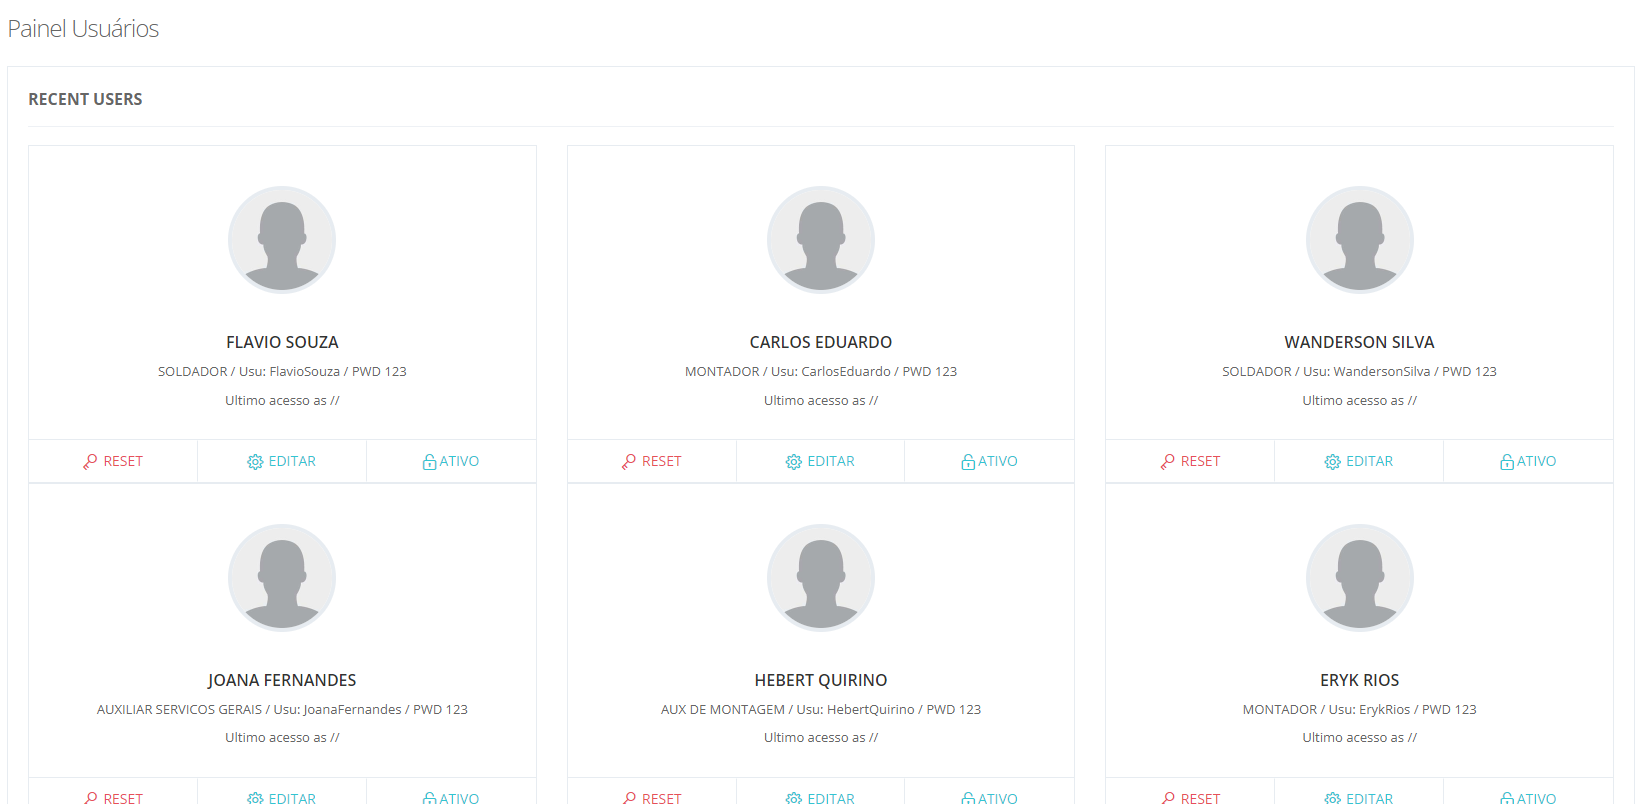 Painel Usuários
RECENT USERS
FLAVIO SOUZA
SOLDADOR / Usu: FlavioSouza / PWD 123
Ultimo acesso as //
RESET
EDITAR
ATIVO
CARLOS EDUARDO
MONTADOR / Usu: CarlosEduardo / PWD 123
Ultimo acesso as //
RESET
EDITAR
ATIVO
WANDERSON SILVA
SOLDADOR / Usu: WandersonSilva / PWD 123
Ultimo acesso as //
RESET
EDITAR
ATIVO
JOANA FERNANDES
AUXILIAR SERVICOS GERAIS / Usu: JoanaFernandes / PWD 123
Ultimo acesso as //
RESET
EDITAR
ATIVO
HEBERT QUIRINO
AUX DE MONTAGEM / Usu: HebertQuirino / PWD 123
Ultimo acesso as //
RESET
EDITAR
ATIVO
ERYK RIOS
MONTADOR / Usu: ErykRios / PWD 123
Ultimo acesso as //
RESET
EDITAR
ATIVO